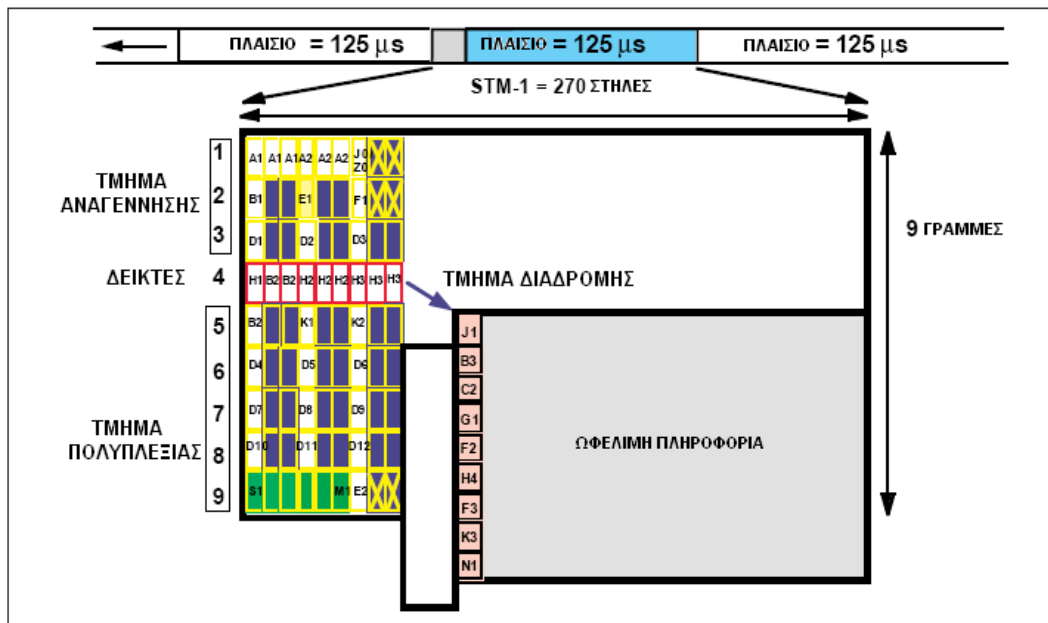 ΠΛΑΙΣΙΟ = 125 μs ΠΛΑΙΣΙΟ = 125 μs ΠΛΑΙΣΙΟ = 125 μs
STM-1 = 270 ΣΤΗΛΕΣ
ΤΜΗΜΑ
ΑΝΑΓΕΝΝΗΣΗΣ
1 A1 A1 A1 A2 A2 A2 J0
Z0
2 B1 E1 F1
3 D1 D2 D3
9 ΓΡΑΜΜΕΣ
ΔΕΙΚΤΕΣ 4 H1 B2 B2 H2 H2 H2 H3 H3 H3
ΤΜΗΜΑ ΔΙΑΔΡΟΜΗΣ
ΤΜΗΜΑ
ΠΟΛΥΠΛΕΞΙΑΣ
5 B2 K1 K2
6 D4 D5 D6
7 D7 D8 D9
8 D10 D11 D12
9 S1 M1 E2
J1
B3
C2
G1
F2
H4
F3
K3
N1
ΩΦΕΛΙΜΗ ΠΛΗΡΟΦΟΡΙΑ